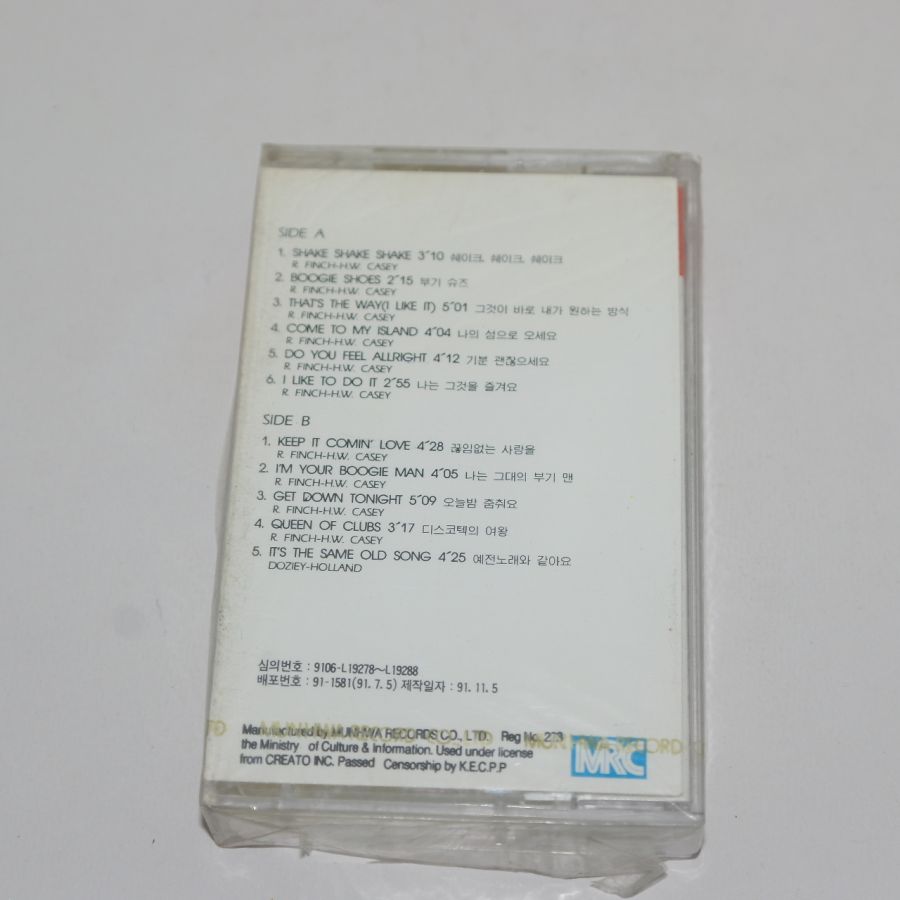 SIDE A
1. SHAKE SHAKE SHAKE 3"10 쉐이크, 쉐이크, 쉐이크
R. FINCH-H.W. CASEY
2. BOOGIE SHOES 2"15 부기 슈즈
R. FINCH-H.W. CASEY
3. THAT'S THE WAY(I LIKE IT) 5"01 그것이 바로 내가 원하는 방식
R. FINCH-H.W. CASEY
4. COME TO MY ISLAND 4"04 나의 섬으로 오세요
R. FINCH-H.W. CASEY
5. DO YOU FEEL ALLRIGHT 4"12 기분 괜찮으세요
R. FINCH-H.W. CASEY
6. I LIKE TO DO IT 2"55 나는 그것을 즐겨요
R. FINCH-H.W. CASEY
SIDE B
1. KEEP IT COMIN' LOVE 4"28 끊임없는 사랑을
R. FINCH-H.W. CASEY
2. I'M YOUR BOOGIE MAN 4"05 나는 그대의 부기 맨
R. FINCH-H.W. CASEY
3. GET DOWN TONIGHT 5"09 오늘밤 춤춰요
R. FINCH-H.W. CASEY
4. QUEEN OF CLUBS 3"17 디스코텍의 여왕
R. FINCH-H.W. CASEY
5. IT'S THE SAME OLD SONG 4"25 예전노래와 같아요
DOZIEY-HOLLAND
심의번호 : 9106-L19278~L19288
배포번호 : 91-1581(91.7.5) 제작일자 : 91.11.5
Manufactured by MUNHWA RECORDS CO., LTD. Reg No.
the Ministry of Culture & Information. Used under license
from CREATO INC. Passed Censorship by K.E.C.P.P
MRC